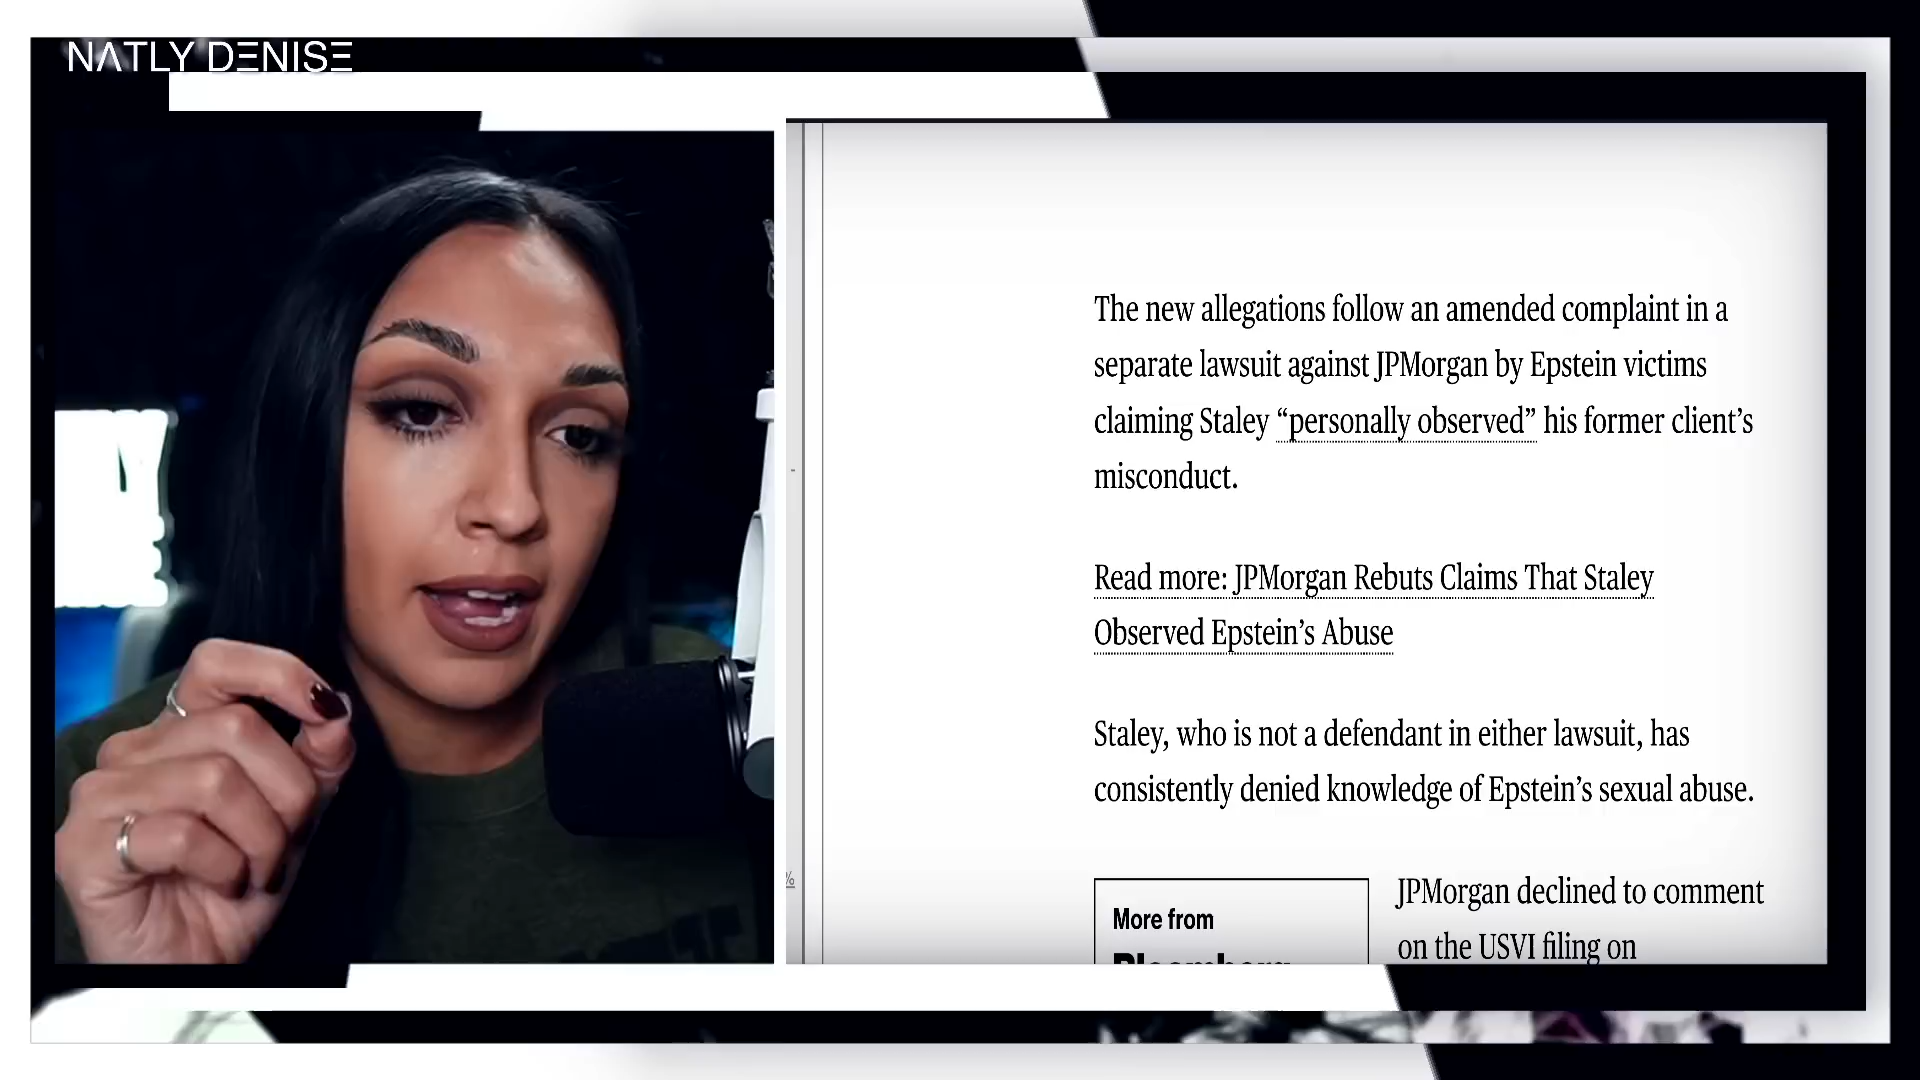 NATLY DENISE
The new allegations follow an amended complaint in a
separate lawsuit against JPMorgan by Epstein victims
claiming Staley “personally observed” his former client’s
misconduct.
Read more: JPMorgan Rebuts Claims That Staley
Observed Epstein’s Abuse
Staley, who is not a defendant in either lawsuit, has
consistently denied knowledge of Epstein’s sexual abuse.
More from
Bloomberg
JPMorgan declined to comment
on the USVI filing on
%